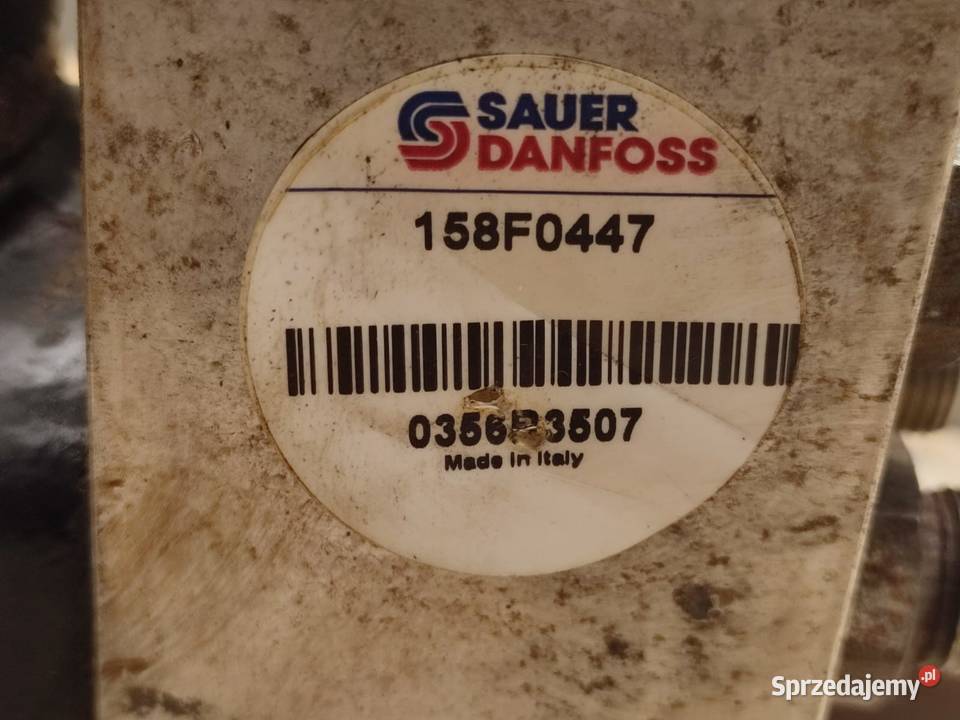 SAUER
DANFOSS
158F0447
Made in Italy
Sprzedajemy.pl